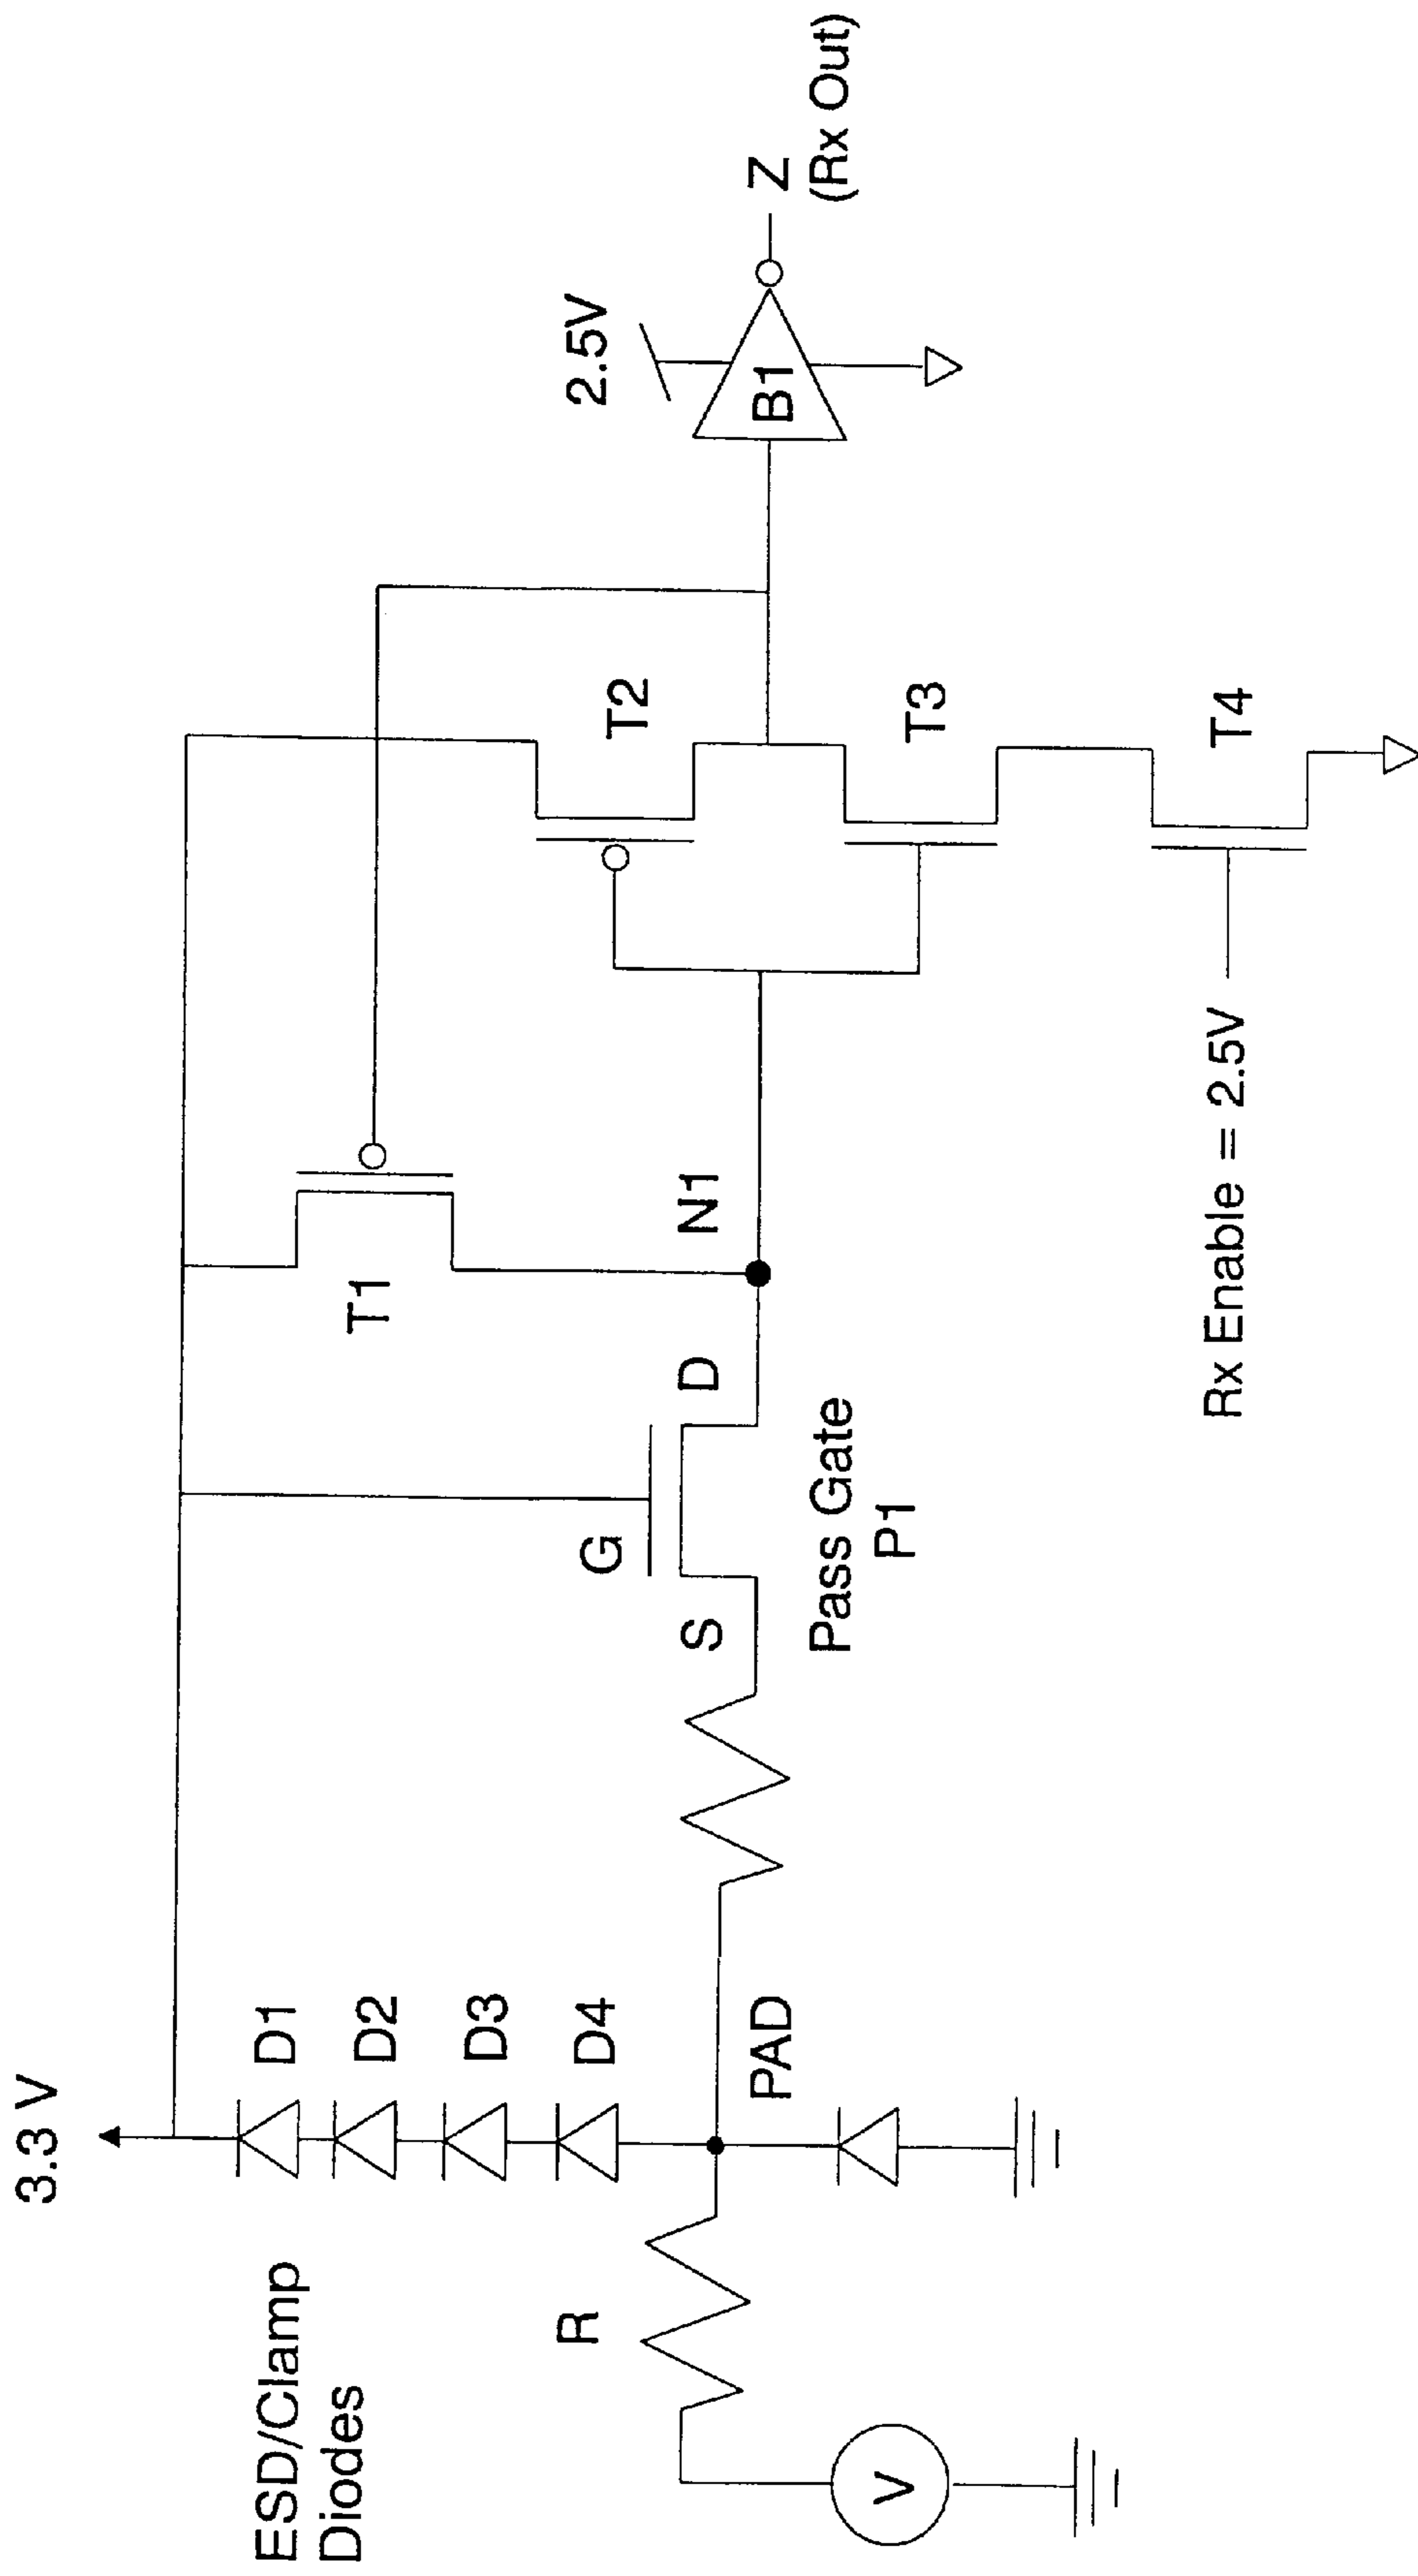 3.3 V
ESD/Clamp
Diodes
D1
D2
D3
D4
R
V
PAD
S
G
D
Pass Gate
P1
T1
N1
T2
T3
T4
Rx Enable = 2.5V
2.5V
B1
Z
(Rx Out)